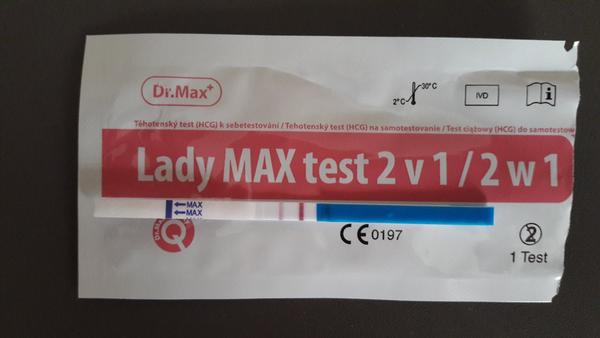 Dr.Max+
2°C
30°C
IVD
Těhotenský test (HCG) k sebetestování / Tehotenský test (HCG) na samotestovanie / Test ciążowy (HCG) do samotestow
Lady MAX test 2 v 1 / 2 w 1
MAX
MAX
Q
CE 0197
2
1 Test